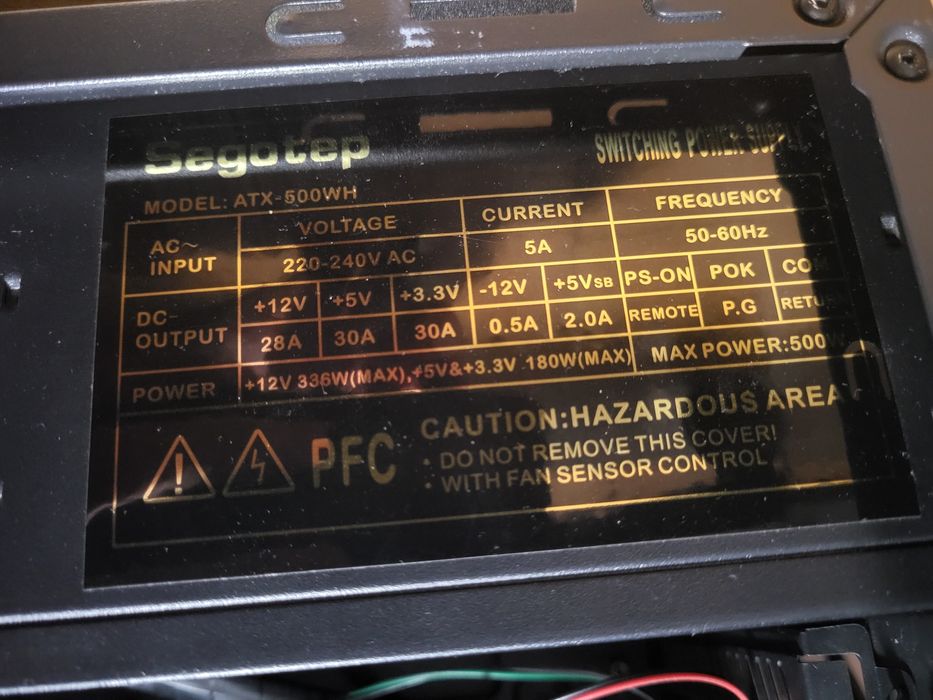 Segotep
SWITCHING POWER SUPPLY
MODEL: ATX-500WH
AC~ INPUT VOLTAGE CURRENT FREQUENCY
220-240V AC 5A 50-60Hz
DC⎓ OUTPUT +12V +5V +3.3V -12V +5VSB PS-ON POK
28A 30A 30A 0.5A 2.0A REMOTE P.G
POWER +12V 336W(MAX),+5V&+3.3V 180W(MAX) MAX POWER:500W
PFC
CAUTION:HAZARDOUS AREA
· DO NOT REMOVE THIS COVER!
· WITH FAN SENSOR CONTROL